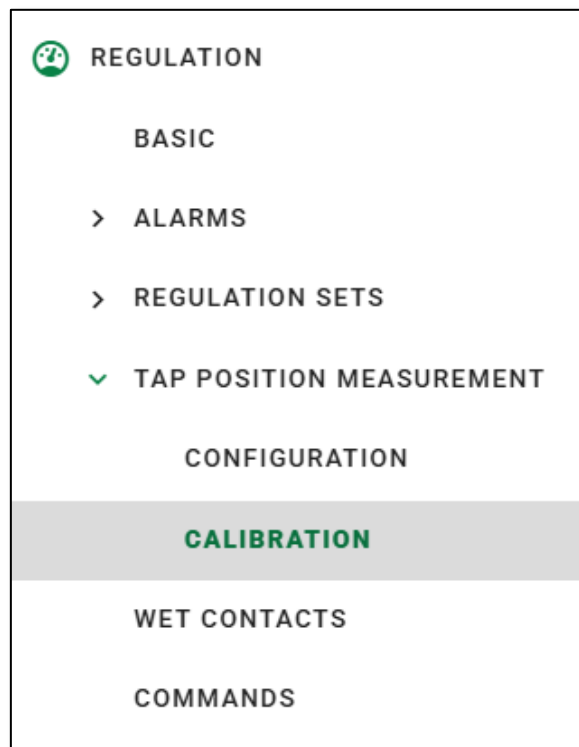 REGULATION
BASIC
ALARMS
REGULATION SETS
TAP POSITION MEASUREMENT
CONFIGURATION
CALIBRATION
WET CONTACTS
COMMANDS